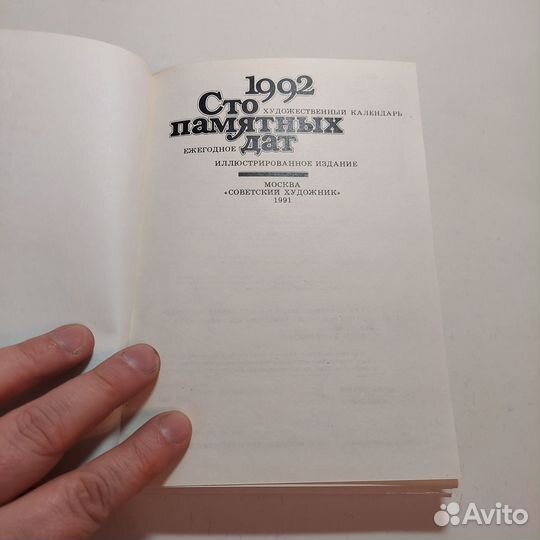 1992
Сто
ХУДОЖЕСТВЕННЫЙ КАЛЕНДАРЬ
памятных
ЕЖЕГОДНОЕ
дат
ИЛЛЮСТРИРОВАННОЕ ИЗДАНИЕ
МОСКВА
«СОВЕТСКИЙ ХУДОЖНИК»
1991
Avito